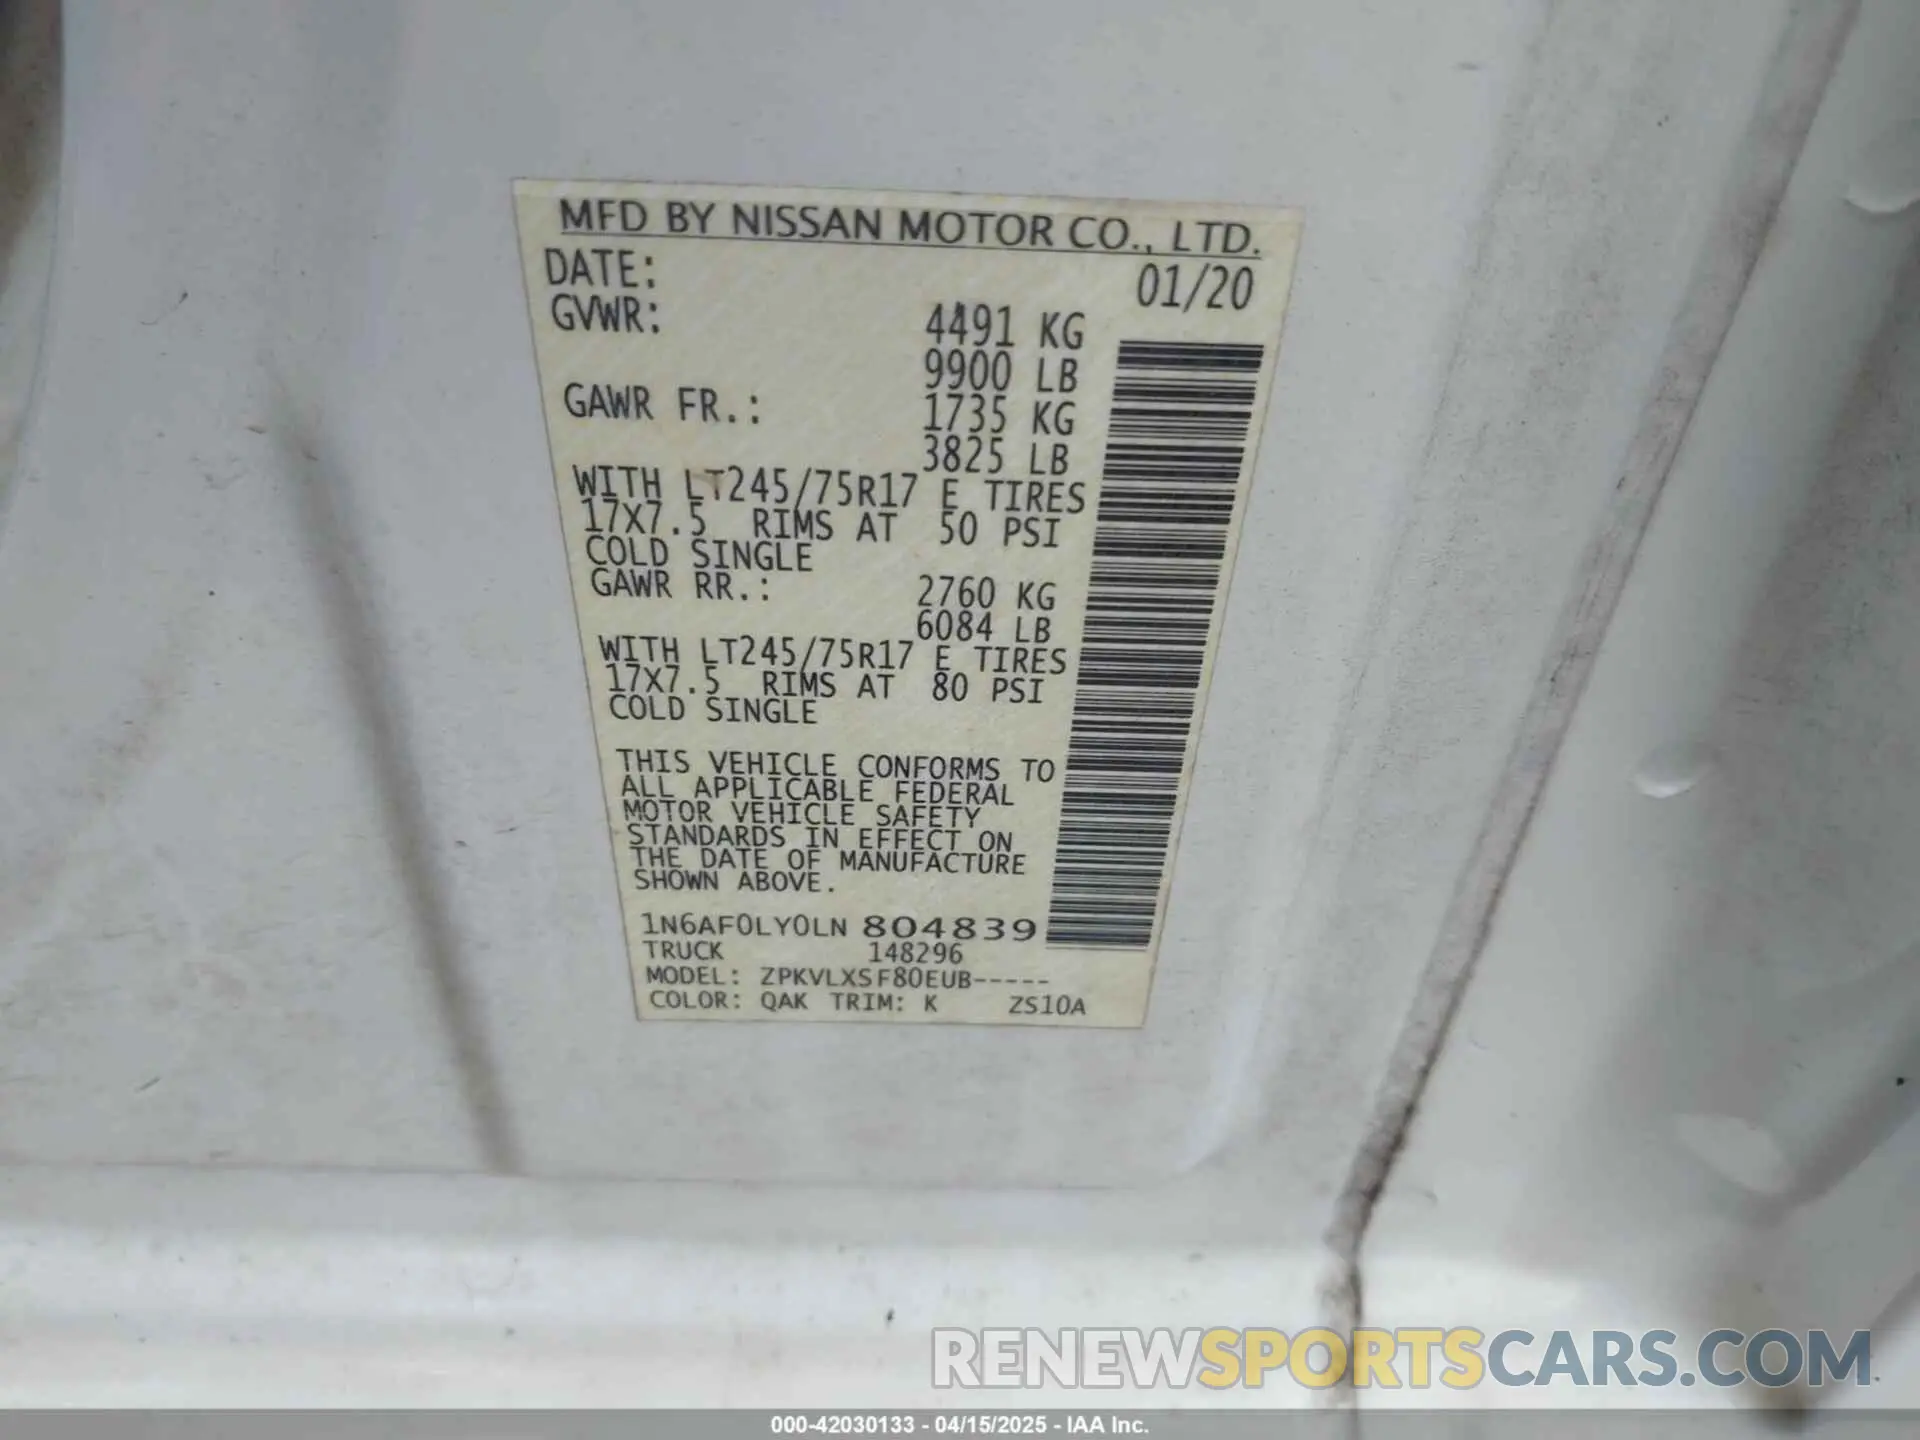 MFD BY NISSAN MOTOR CO., LTD.
DATE: 01/20
GVWR: 4491 KG
9900 LB
GAWR FR.: 1735 KG
3825 LB
WITH LT245/75R17 E TIRES
17X7.5 RIMS AT 50 PSI
COLD SINGLE
GAWR RR.: 2760 KG
6084 LB
WITH LT245/75R17 E TIRES
17X7.5 RIMS AT 80 PSI
COLD SINGLE
THIS VEHICLE CONFORMS TO
ALL APPLICABLE FEDERAL
MOTOR VEHICLE SAFETY
STANDARDS IN EFFECT ON
THE DATE OF MANUFACTURE
SHOWN ABOVE.
1N6AF0LY0LN 804839
TRUCK 148296
MODEL: ZPKVLXSF80EUB-----
COLOR: QAK TRIM: K ZS10A
RENEWSPORTSCARS.COM
000-42030133 - 04/15/2025 - IAA Inc.